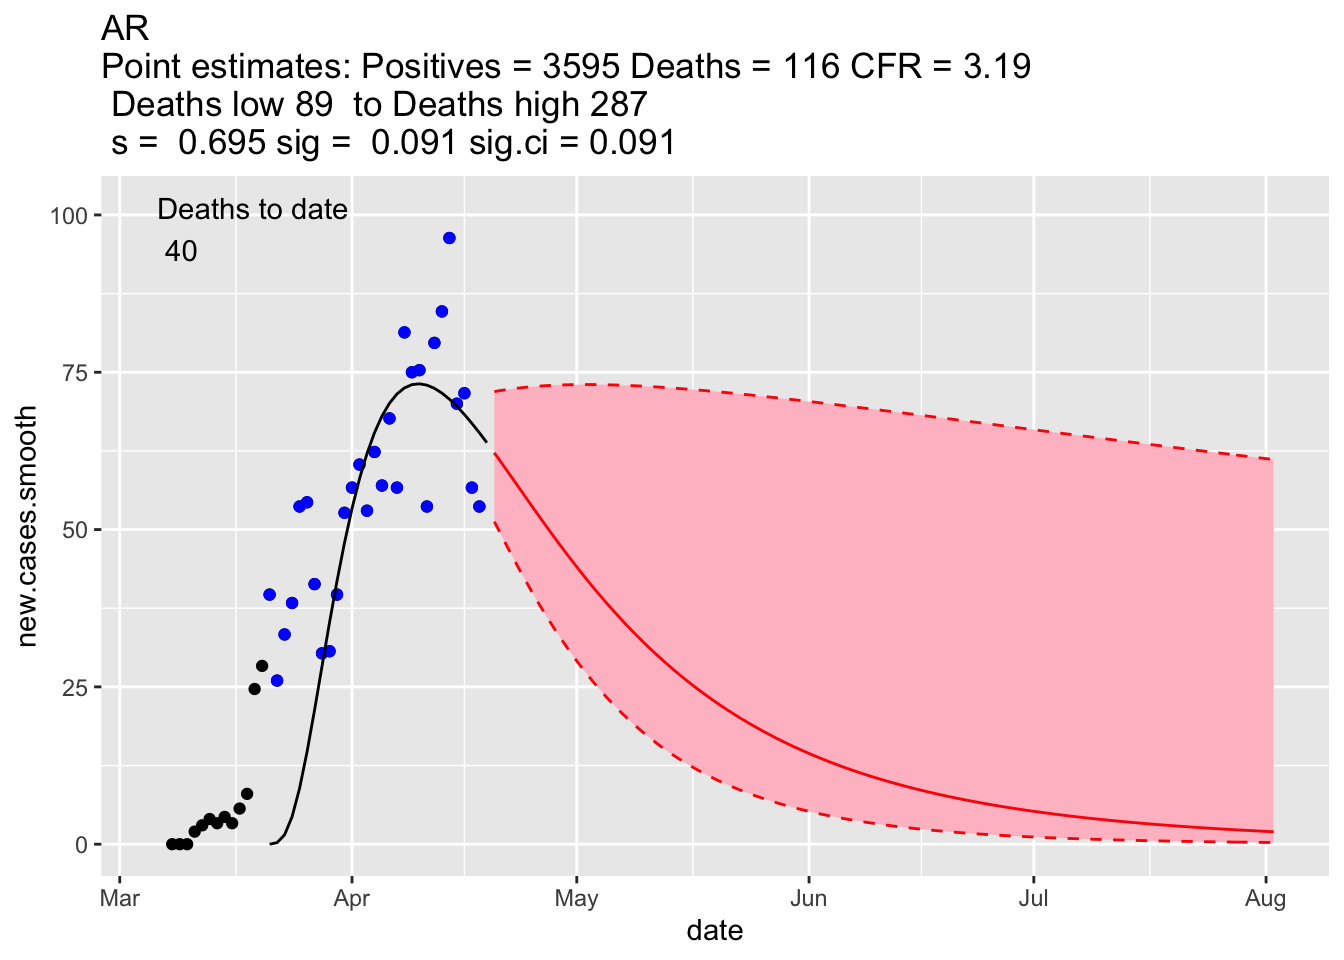 AR
Point estimates: Positives = 3595 Deaths = 116 CFR = 3.19
Deaths low 89  to Deaths high 287
s =  0.695 sig =  0.091 sig.ci = 0.091
Deaths to date
40
100
75
50
25
0
new.cases.smooth
Mar Apr May Jun Jul Aug
date